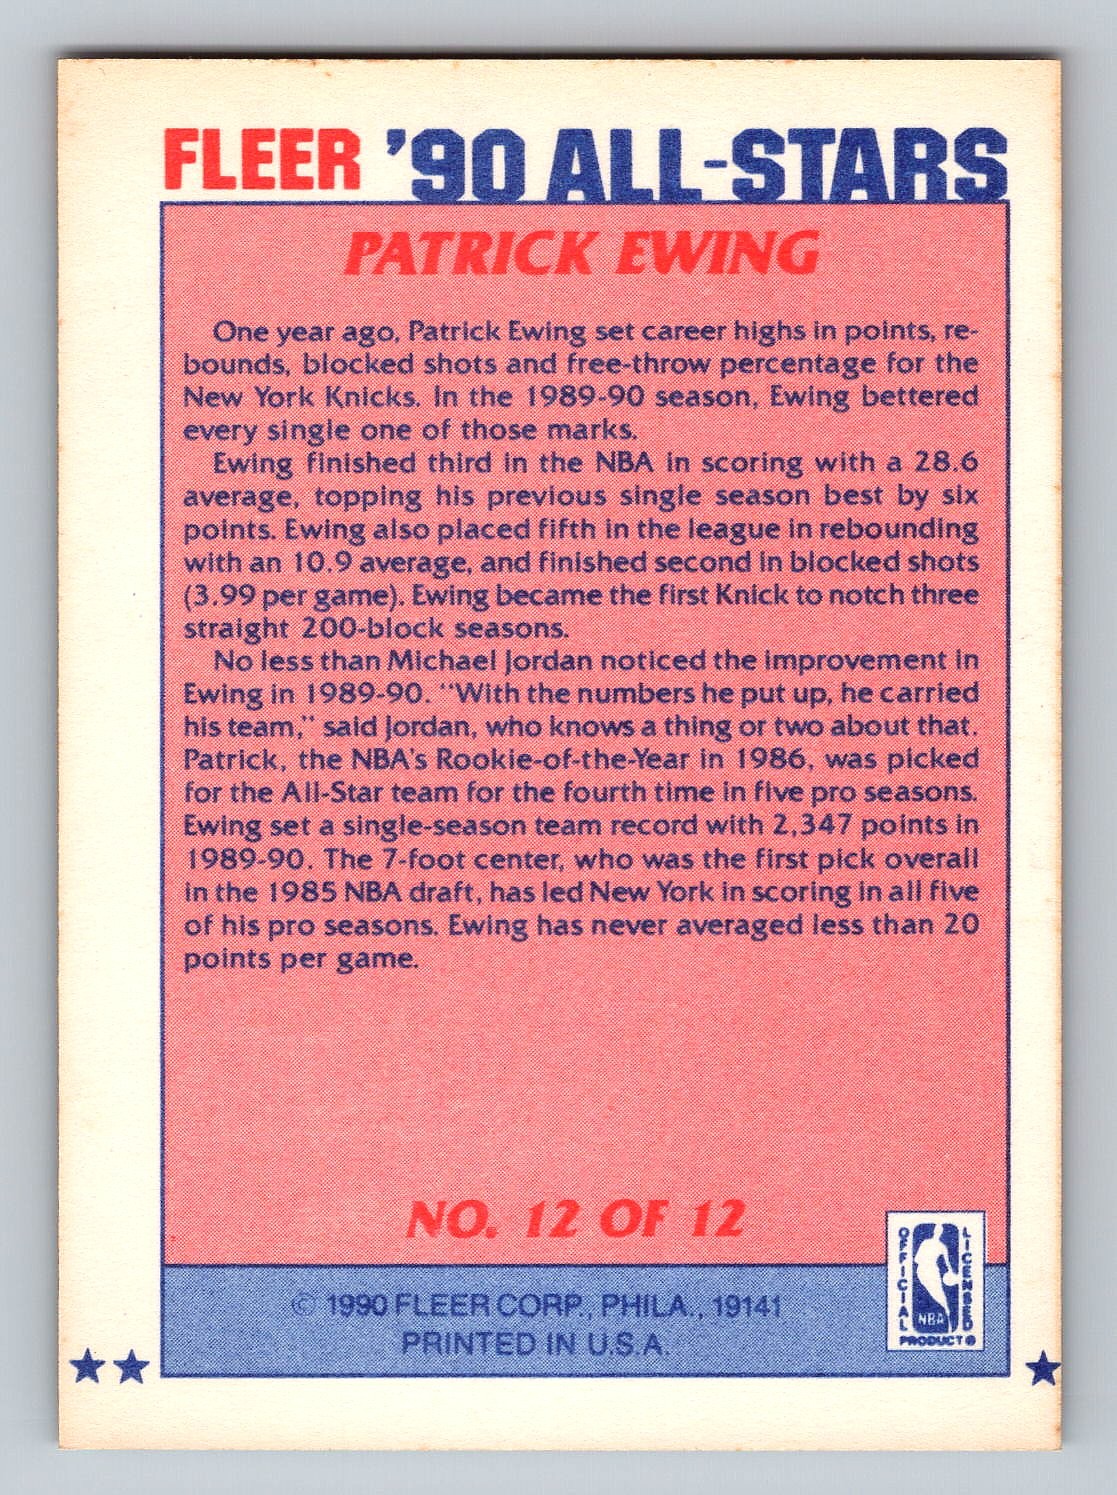 FLEER '90 ALL-STARS
PATRICK EWING
One year ago, Patrick Ewing set career highs in points, re-
bounds, blocked shots and free-throw percentage for the
New York Knicks. In the 1989-90 season, Ewing bettered
every single one of those marks.
Ewing finished third in the NBA in scoring with a 28.6
average, topping his previous single season best by six
points. Ewing also placed fifth in the league in rebounding
with an 10.9 average, and finished second in blocked shots
(3.99 per game). Ewing became the first Knick to notch three
straight 200-block seasons.
No less than Michael Jordan noticed the improvement in
Ewing in 1989-90. "With the numbers he put up, he carried
his team," said Jordan, who knows a thing or two about that.
Patrick, the NBA's Rookie-of-the-Year in 1986, was picked
for the All-Star team for the fourth time in five pro seasons.
Ewing set a single-season team record with 2,347 points in
1989-90. The 7-foot center, who was the first pick overall
in the 1985 NBA draft, has led New York in scoring in all five
of his pro seasons. Ewing has never averaged less than 20
points per game.
NO. 12 OF 12
OFFICIAL
LICENSED
NBA
PRODUCT®
© 1990 FLEER CORP., PHILA., 19141
PRINTED IN U.S.A.